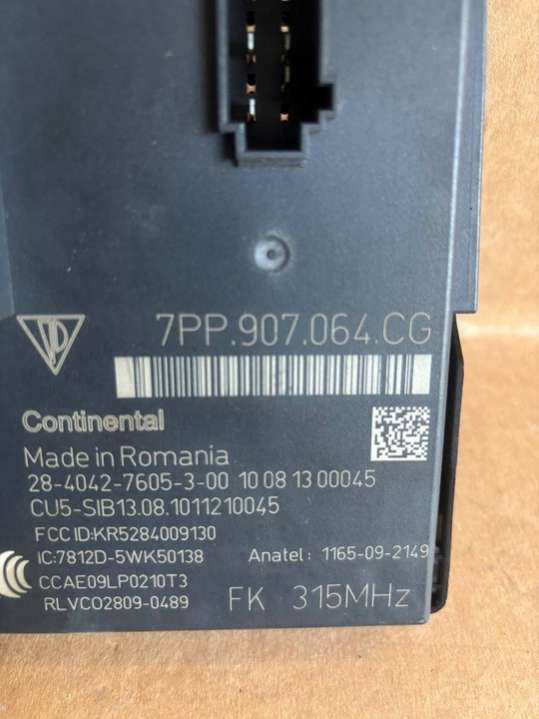 7PP.907.064.CG
Continental
Made in Romania
28-4042-7605-3-00 10 08 13 00045
CU5-SIB13.08.1011210045
FCC ID:KR5284009130
IC:7812D-5WK50138 Anatel: 1165-09-2149
CCAE09LP0210T3
RLVCO2809-0489 FK 315MHz